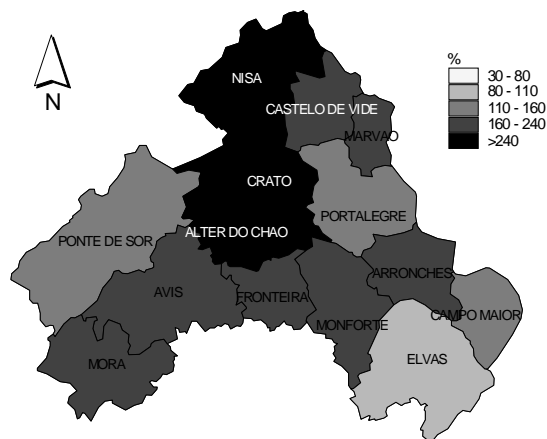 %
30 - 80
80 - 110
110 - 160
160 - 240
>240
N
NISA
CASTELO DE VIDE
MARVAO
CRATO
PORTALEGRE
ALTER DO CHAO
PONTE DE SOR
ARRONCHES
AVIS
FRONTEIRA
CAMPO MAIOR
MONFORTE
ELVAS
MORA